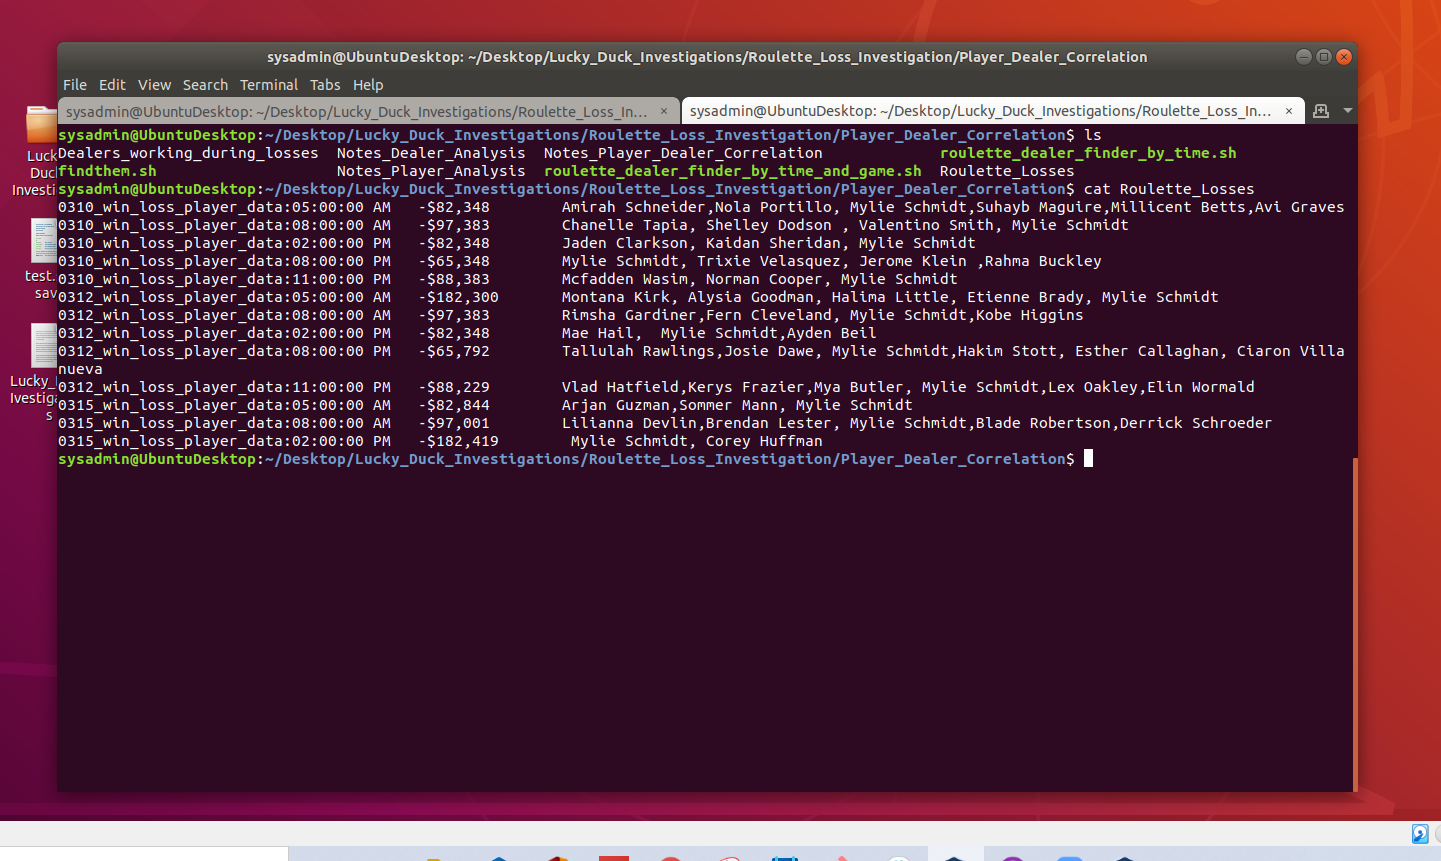 sysadmin@UbuntuDesktop: ~/Desktop/Lucky_Duck_Investigations/Roulette_Loss_Investigation/Player_Dealer_Correlation
File Edit View Search Terminal Tabs Help
sysadmin@UbuntuDesktop: ~/Desktop/Lucky_Duck_Investigations/Roulette_Loss_In... × sysadmin@UbuntuDesktop: ~/Desktop/Lucky_Duck_Investigations/Roulette_Loss_In... ×
sysadmin@UbuntuDesktop:~/Desktop/Lucky_Duck_Investigations/Roulette_Loss_Investigation/Player_Dealer_Correlation$ ls
Dealers_working_during_losses  Notes_Dealer_Analysis  Notes_Player_Dealer_Correlation             roulette_dealer_finder_by_time.sh
findthem.sh                    Notes_Player_Analysis  roulette_dealer_finder_by_time_and_game.sh  Roulette_Losses
sysadmin@UbuntuDesktop:~/Desktop/Lucky_Duck_Investigations/Roulette_Loss_Investigation/Player_Dealer_Correlation$ cat Roulette_Losses
0310_win_loss_player_data:05:00:00 AM   -$82,348        Amirah Schneider,Nola Portillo, Mylie Schmidt,Suhayb Maguire,Millicent Betts,Avi Graves
0310_win_loss_player_data:08:00:00 AM   -$97,383        Chanelle Tapia, Shelley Dodson , Valentino Smith, Mylie Schmidt
0310_win_loss_player_data:02:00:00 PM   -$82,348        Jaden Clarkson, Kaidan Sheridan, Mylie Schmidt
0310_win_loss_player_data:08:00:00 PM   -$65,348        Mylie Schmidt, Trixie Velasquez, Jerome Klein ,Rahma Buckley
0310_win_loss_player_data:11:00:00 PM   -$88,383        Mcfadden Wasim, Norman Cooper, Mylie Schmidt
0312_win_loss_player_data:05:00:00 AM   -$182,300       Montana Kirk, Alysia Goodman, Halima Little, Etienne Brady, Mylie Schmidt
0312_win_loss_player_data:08:00:00 AM   -$97,383        Rimsha Gardiner,Fern Cleveland, Mylie Schmidt,Kobe Higgins
0312_win_loss_player_data:02:00:00 PM   -$82,348        Mae Hail,  Mylie Schmidt,Ayden Beil
0312_win_loss_player_data:08:00:00 PM   -$65,792        Tallulah Rawlings,Josie Dawe, Mylie Schmidt,Hakim Stott, Esther Callaghan, Ciaron Villa
nueva
0312_win_loss_player_data:11:00:00 PM   -$88,229        Vlad Hatfield,Kerys Frazier,Mya Butler, Mylie Schmidt,Lex Oakley,Elin Wormald
0315_win_loss_player_data:05:00:00 AM   -$82,844        Arjan Guzman,Sommer Mann, Mylie Schmidt
0315_win_loss_player_data:08:00:00 AM   -$97,001        Lilianna Devlin,Brendan Lester, Mylie Schmidt,Blade Robertson,Derrick Schroeder
0315_win_loss_player_data:02:00:00 PM   -$182,419        Mylie Schmidt, Corey Huffman
sysadmin@UbuntuDesktop:~/Desktop/Lucky_Duck_Investigations/Roulette_Loss_Investigation/Player_Dealer_Correlation$
Luck
Duc
Investi
test.
sav
Lucky_
Ivestiga
s